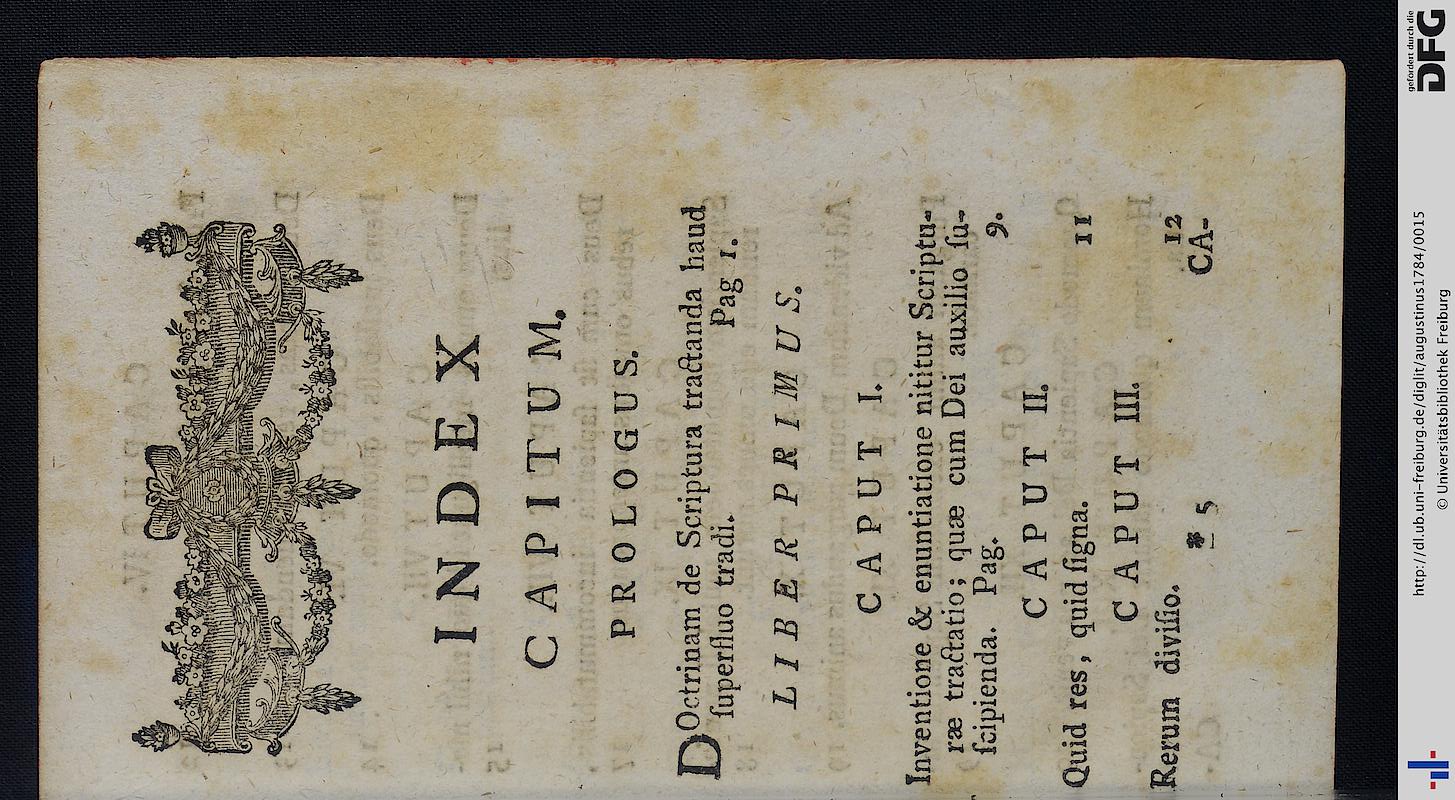 INDEX
CAPITUM.
PROLOGUS.
DOctrinam de Scriptura tractanda haud
ſuperfluo tradi. Pag 1.
LIBER PRIMUS.
CAPUT I.
Inventione & enuntiatione nititur Scriptu-
ræ tractatio; quæ cum Dei auxilio ſu-
ſcipienda. Pag. 9.
CAPUT II.
Quid res, quid ſigna. 11
CAPUT III.
Rerum diviſio. 12
* 5 CA-
gefördert durch die
DFG
http://dl.ub.uni-freiburg.de/diglit/augustinus1784/0015
© Universitätsbibliothek Freiburg